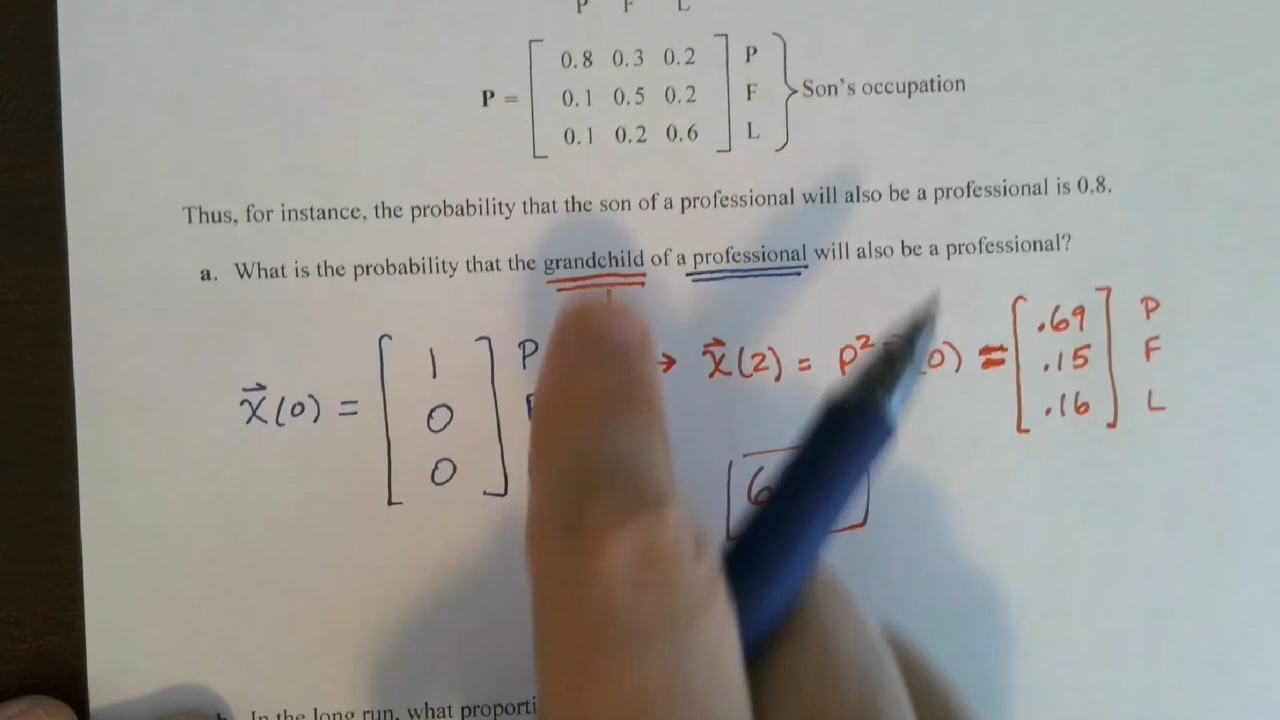 P F L
0.8 0.3 0.2 P
P = 0.1 0.5 0.2 F Son's occupation
0.1 0.2 0.6 L
Thus, for instance, the probability that the son of a professional will also be a professional is 0.8.
a. What is the probability that the grandchild of a professional will also be a professional?
1 P .69 P
x⃗(0) = 0 → x⃗(2) = P² 0) = .15 F
0 .16 L
6
In the long run, what proporti